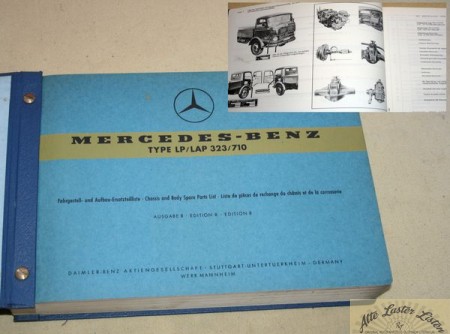 MERCEDES-BENZ
TYPE LP/LAP 323/710
Fahrgestell- und Aufbau-Ersatzteilliste · Chassis and Body Spare Parts List · Liste de pièces de rechange du châssis et de la carrosserie
AUSGABE B · EDITION B · EDITION B
DAIMLER-BENZ AKTIENGESELLSCHAFT · STUTTGART-UNTERTUERKHEIM · GERMANY
WERK MANNHEIM
Alte Laster Listen